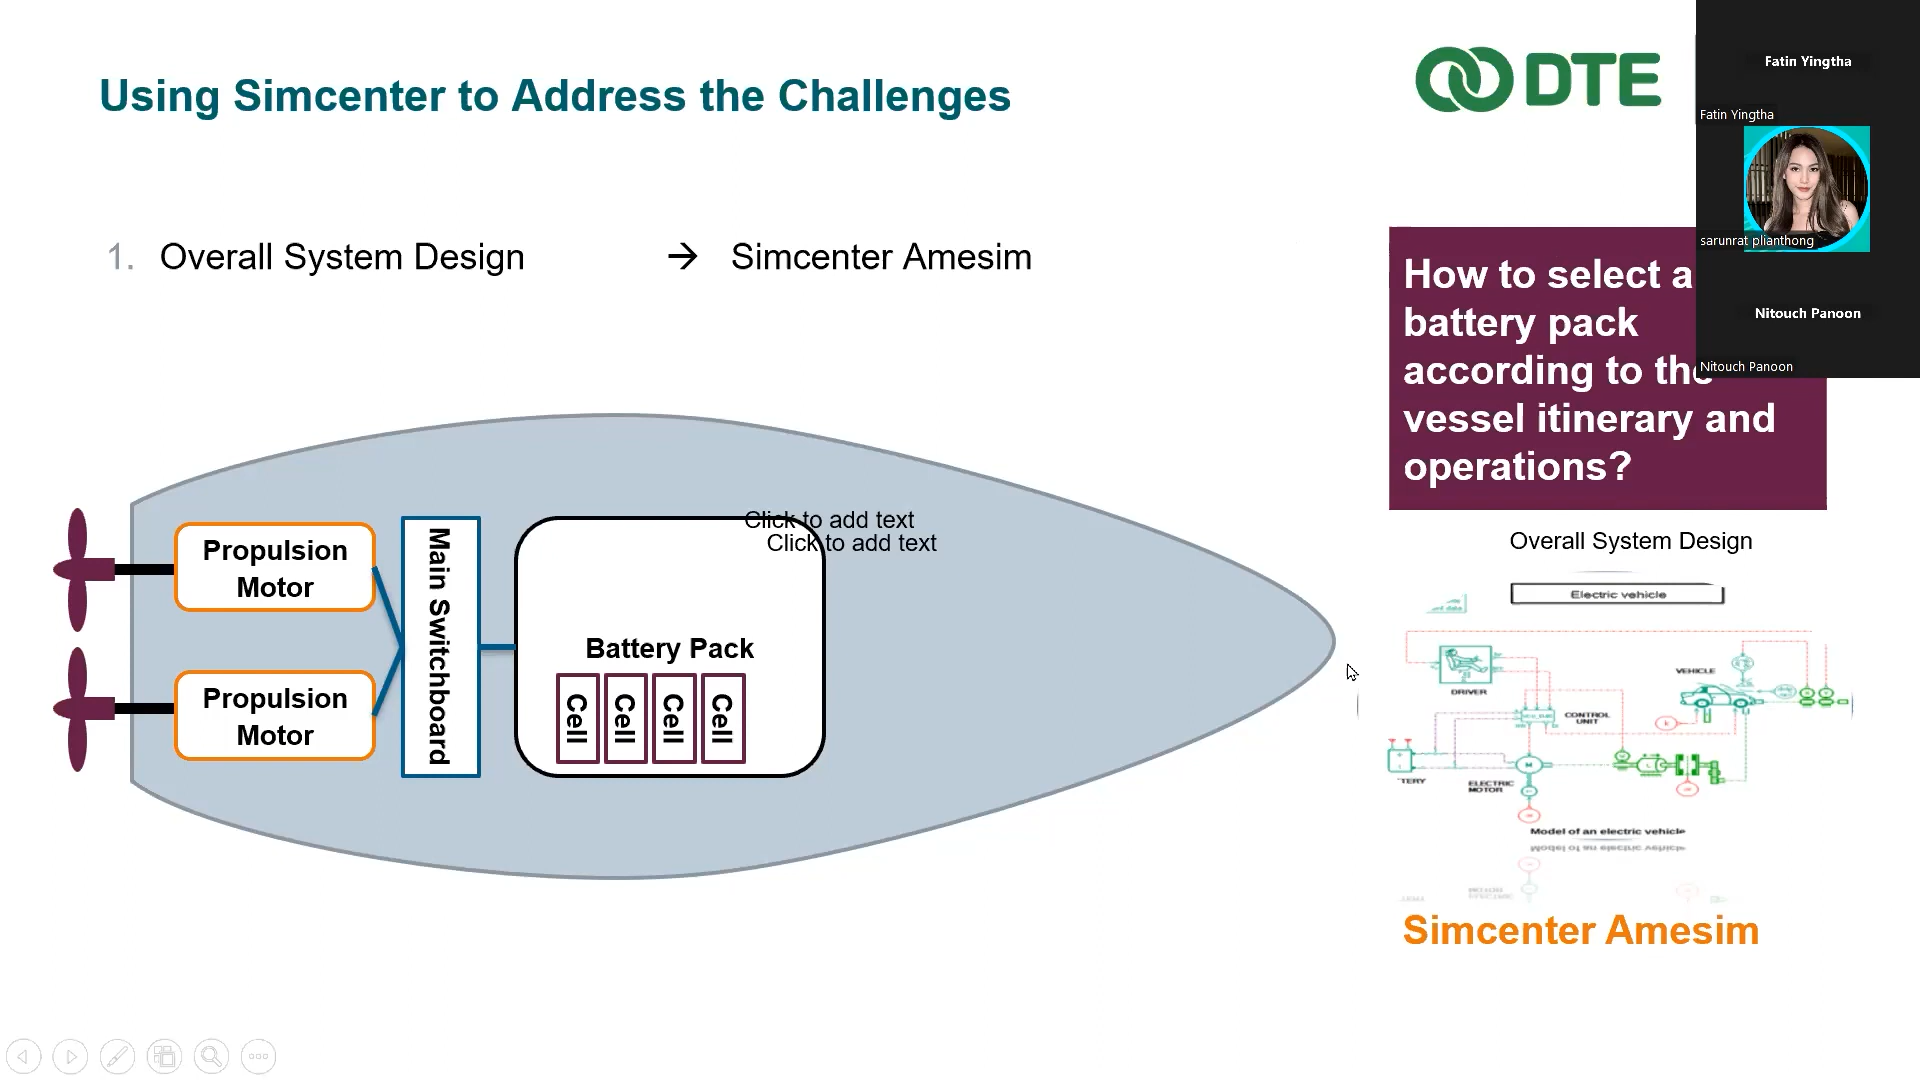 Using Simcenter to Address the Challenges
DTE
Fatin Yingtha
Fatin Yingtha
sarunrat plianthong
Nitouch Panoon
Nitouch Panoon
1. Overall System Design → Simcenter Amesim
How to select a
battery pack
according to the
vessel itinerary and
operations?
Click to add text
Click to add text
Propulsion
Motor
Propulsion
Motor
Main Switchboard
Battery Pack
Cell
Cell
Cell
Cell
Overall System Design
Electric vehicle
DRIVER
VEHICLE
CONTROL
UNIT
TERY
ELECTRIC
MOTOR
Model of an electric vehicle
Simcenter Amesim